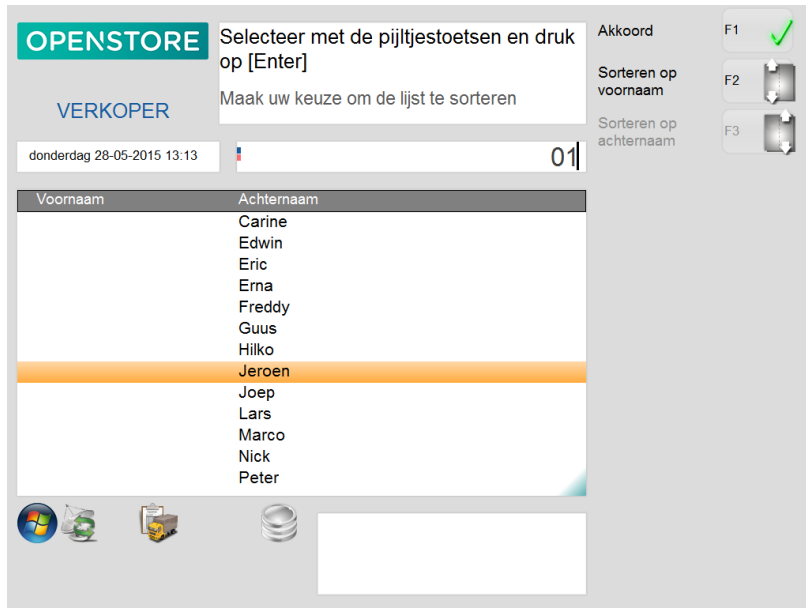 OPENSTORE
VERKOPER
Selecteer met de pijltjestoetsen en druk
op [Enter]
Maak uw keuze om de lijst te sorteren
Akkoord F1
Sorteren op
voornaam F2
Sorteren op
achternaam F3
donderdag 28-05-2015 13:13
01
Voornaam Achternaam
Carine
Edwin
Eric
Erna
Freddy
Guus
Hilko
Jeroen
Joep
Lars
Marco
Nick
Peter